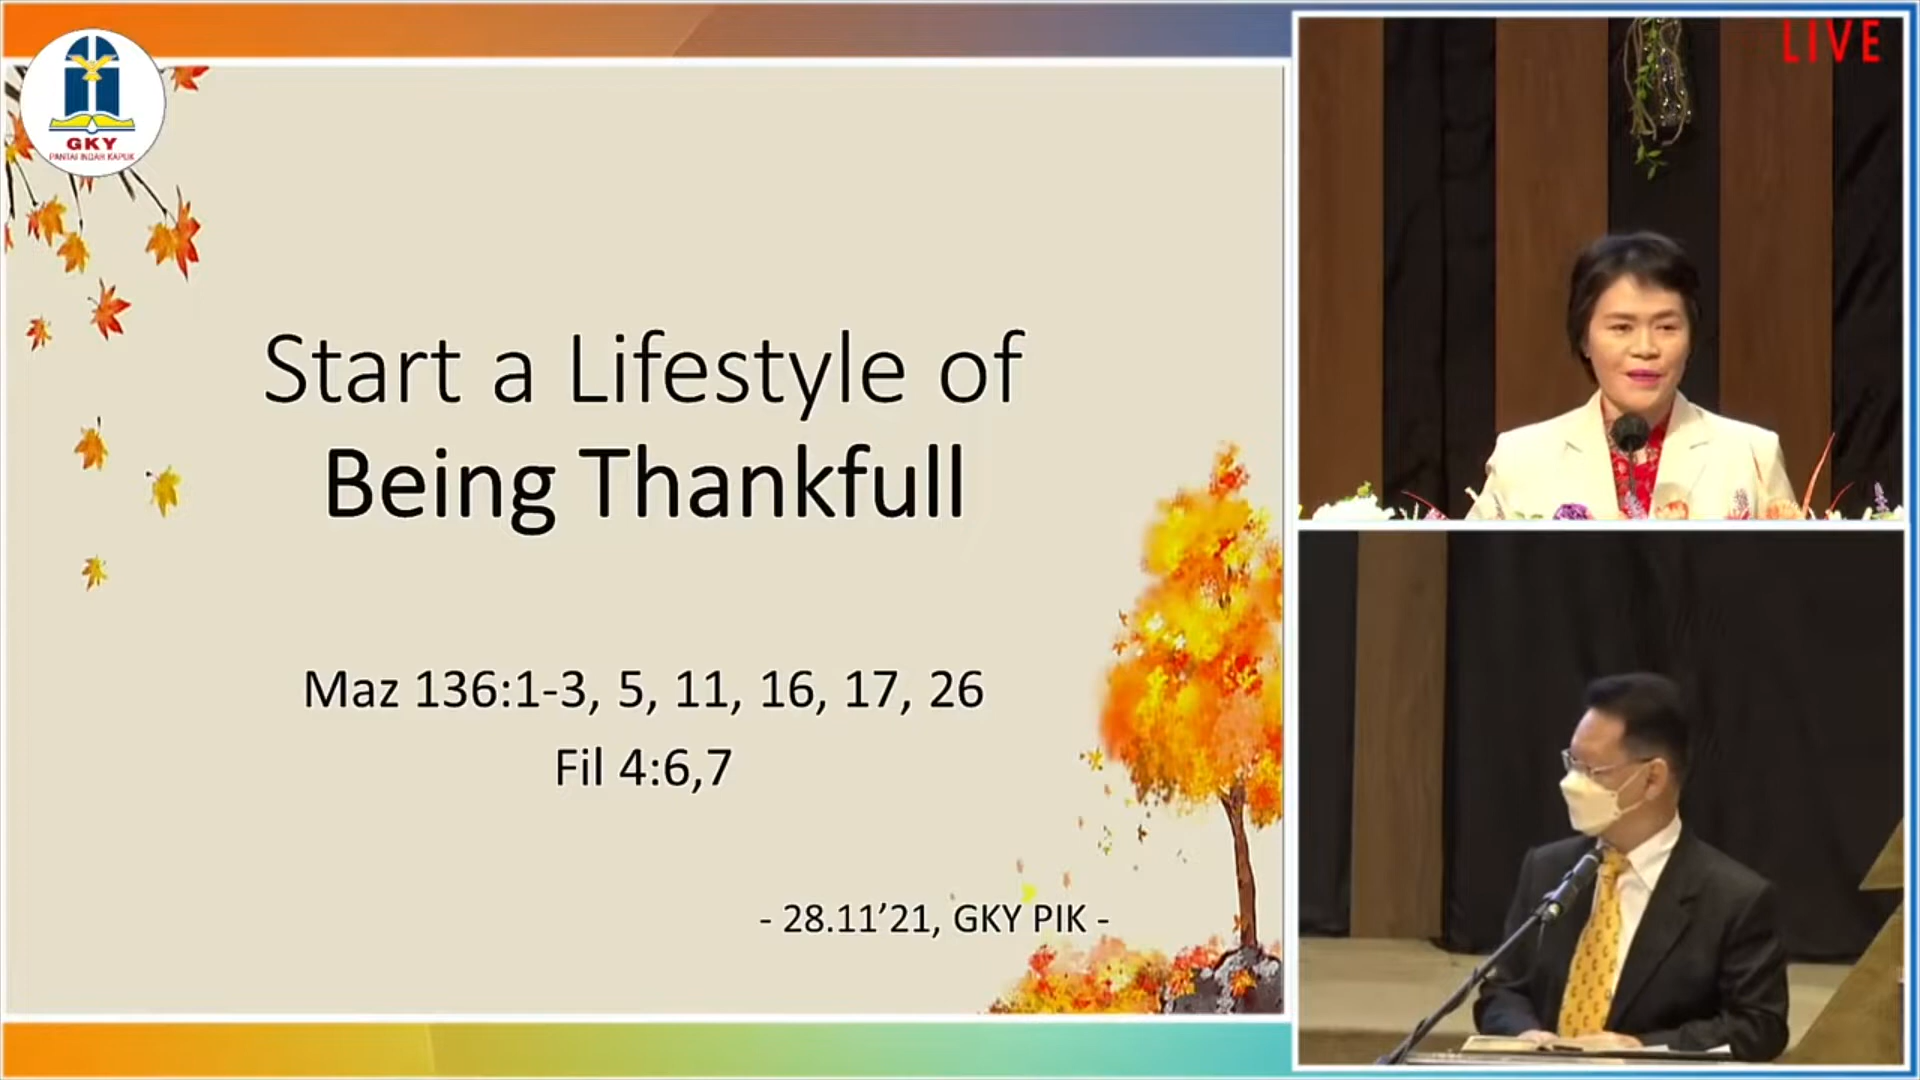 GKY
PANTAI INDAH KAPUK
Start a Lifestyle of
Being Thankfull
Maz 136:1-3, 5, 11, 16, 17, 26
Fil 4:6,7
- 28.11’21, GKY PIK -
LIVE